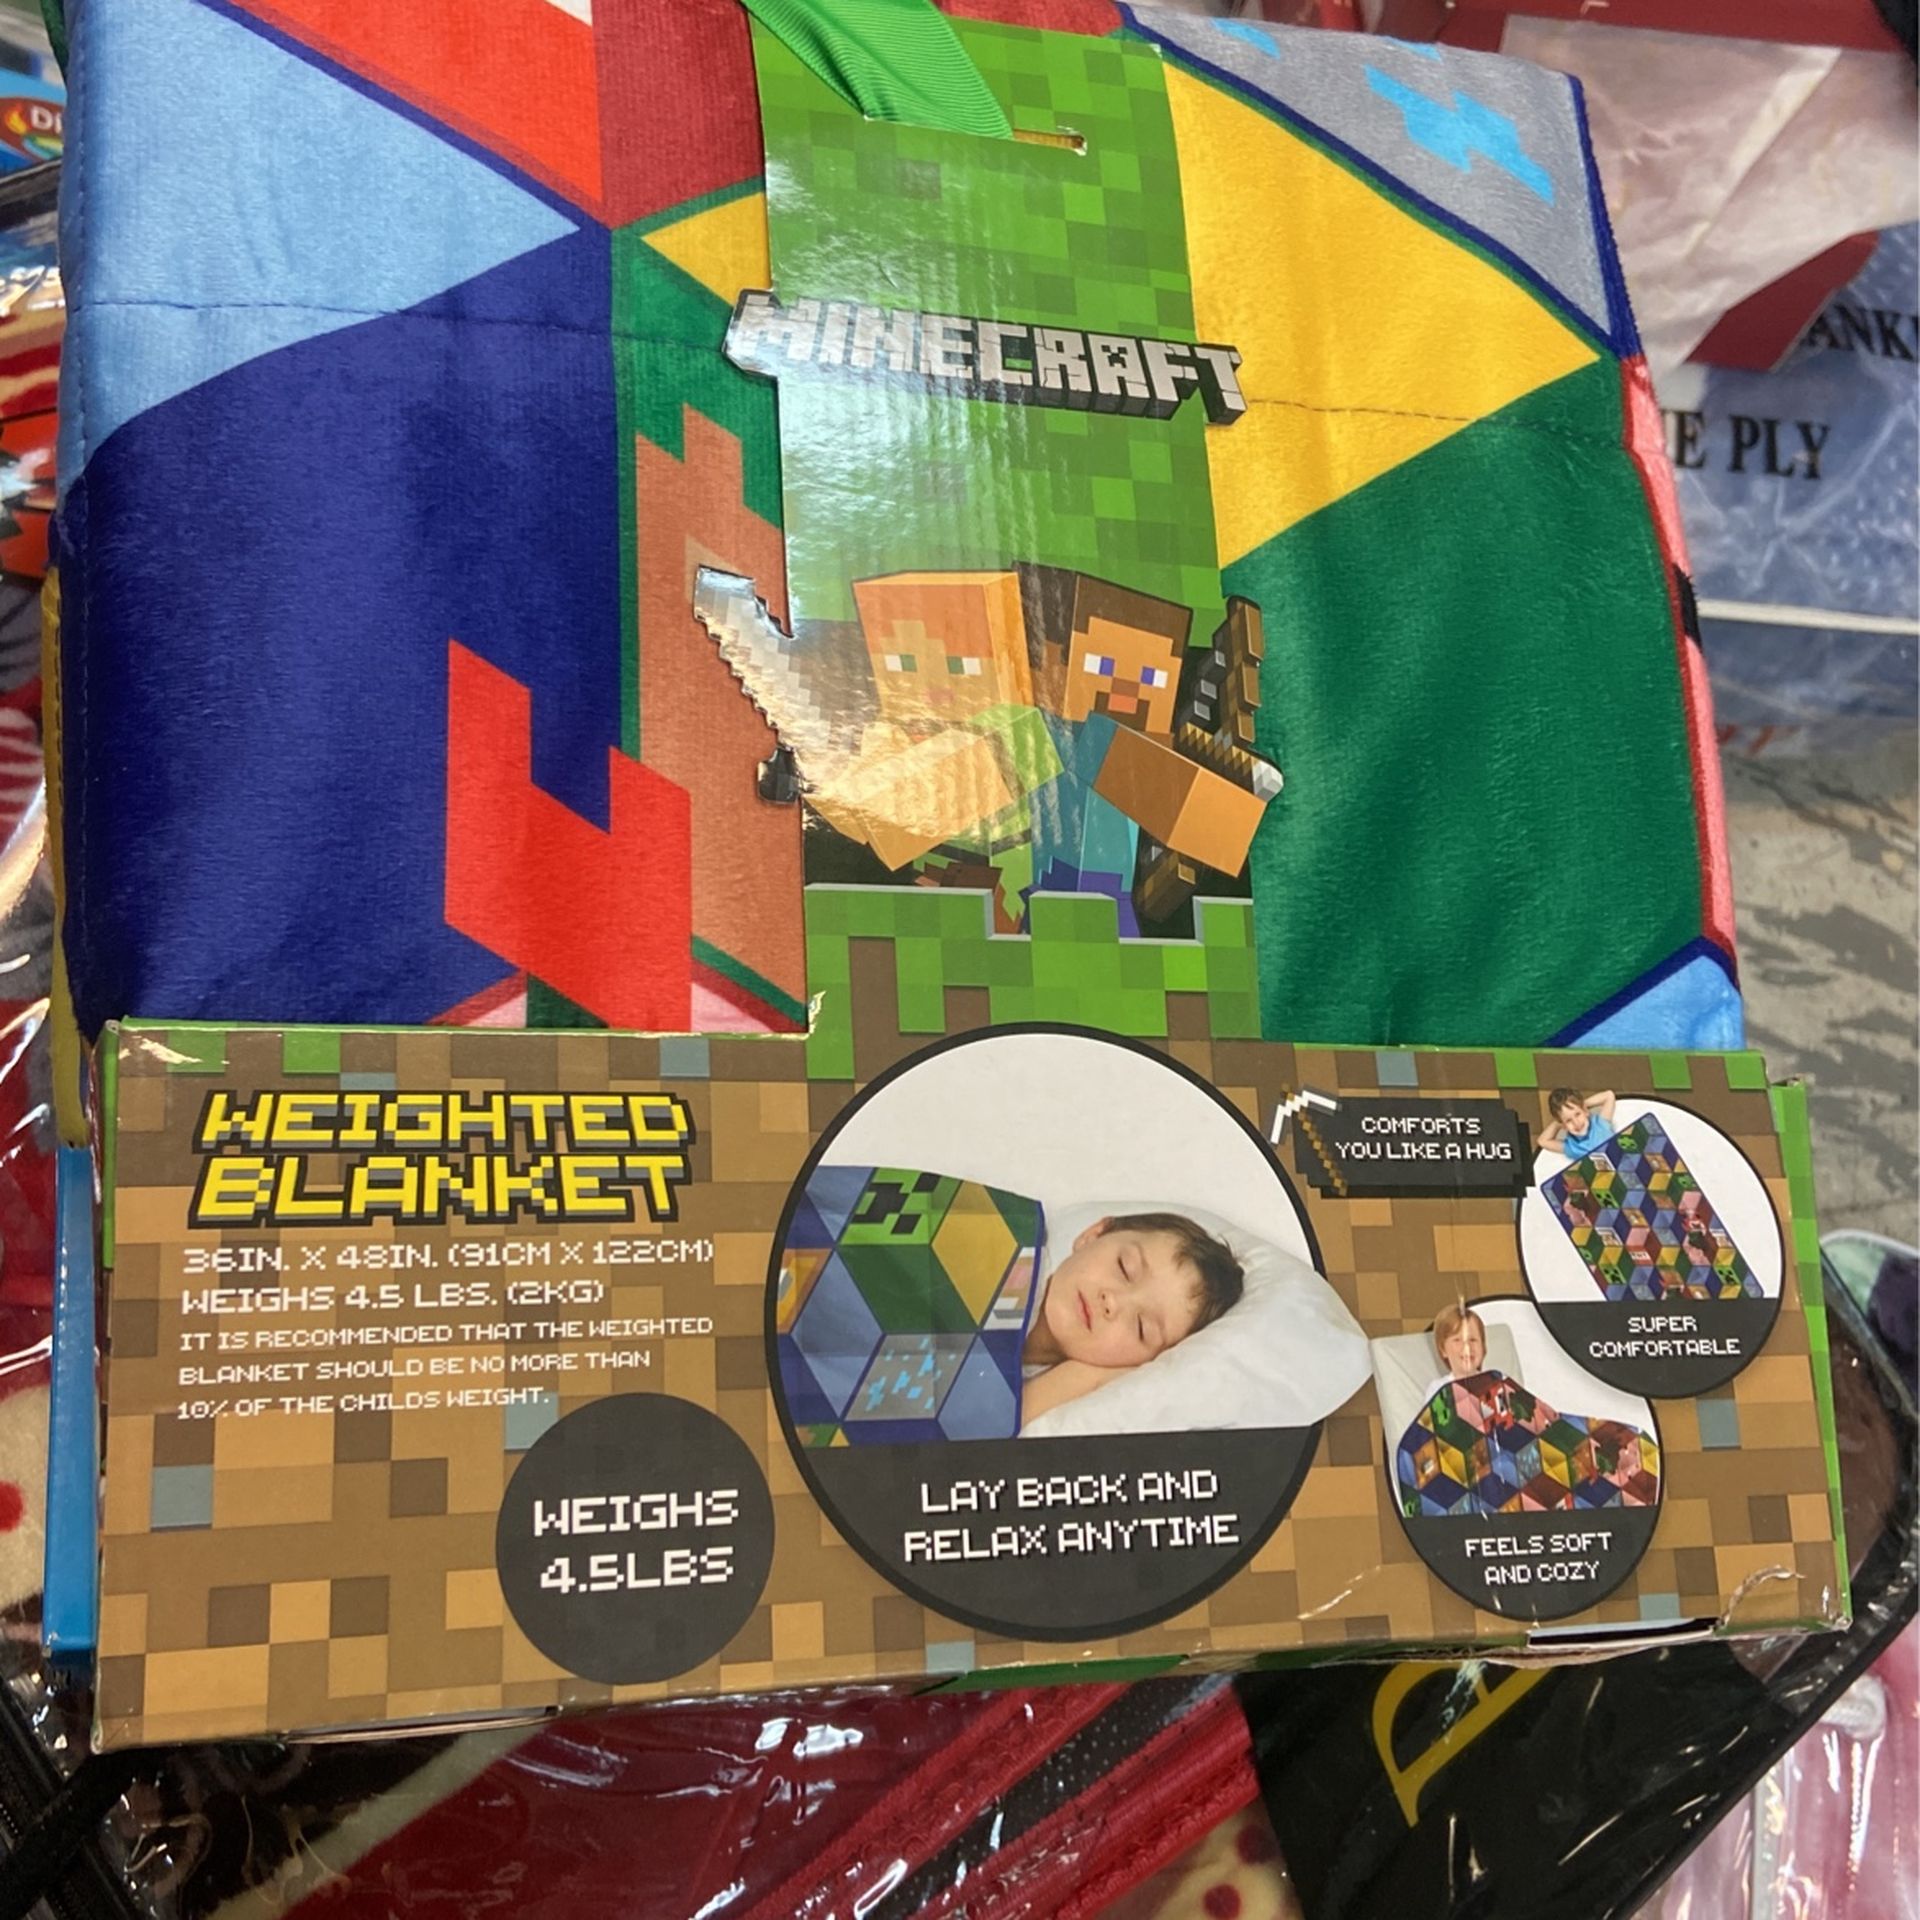 MINECRAFT
PLY
WEIGHTED
BLANKET
36IN. X 48IN. (91CM X 122CM)
WEIGHS 4.5 LBS. (2KG)
IT IS RECOMMENDED THAT THE WEIGHTED
BLANKET SHOULD BE NO MORE THAN
10% OF THE CHILDS WEIGHT.
WEIGHS
4.5LBS
LAY BACK AND
RELAX ANYTIME
COMFORTS
YOU LIKE A HUG
SUPER
COMFORTABLE
FEELS SOFT
AND COZY